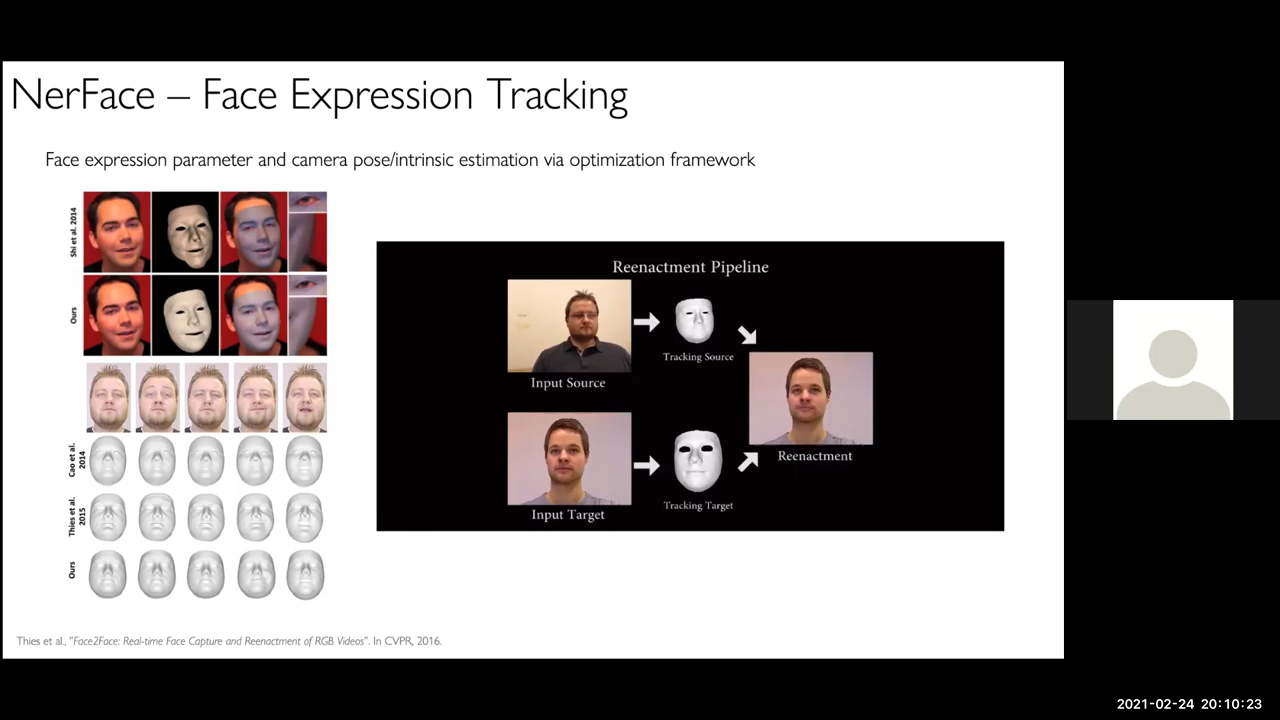 NerFace – Face Expression Tracking
Face expression parameter and camera pose/intrinsic estimation via optimization framework
Shi et al. 2014
Ours
Cao et al.
2014
Thies et al.
2015
Ours
Reenactment Pipeline
Tracking Source
Input Source
Reenactment
Tracking Target
Input Target
Thies et al., "Face2Face: Real-time Face Capture and Reenactment of RGB Videos". In CVPR, 2016.
2021-02-24 20:10:23